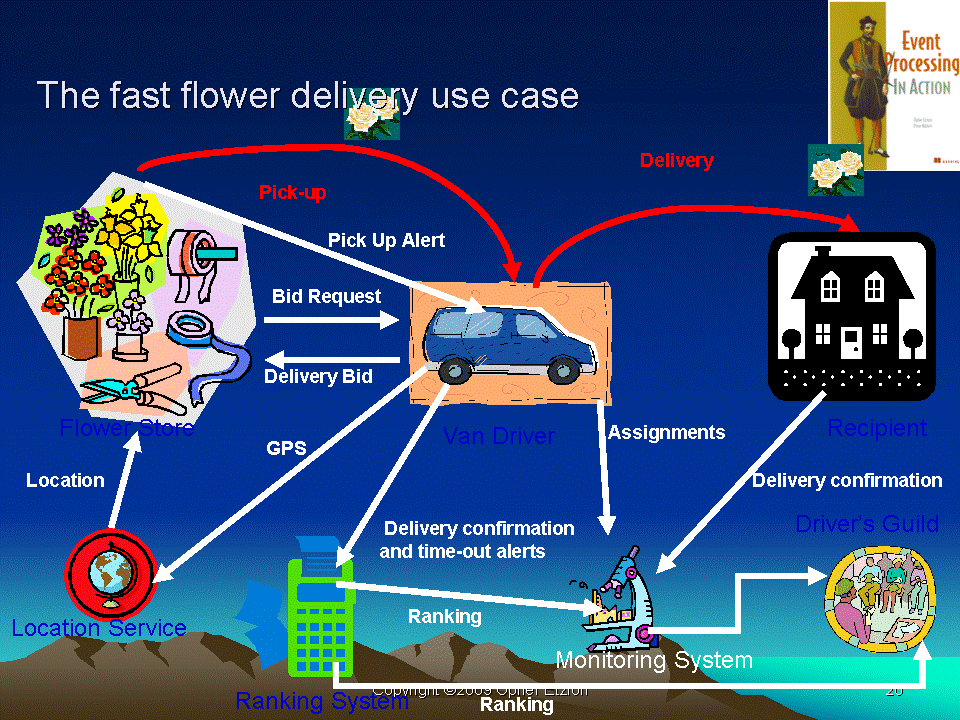 Event
Processing
IN ACTION
The fast flower delivery use case
Delivery
Pick-up
Pick Up Alert
Bid Request
Delivery Bid
Flower Store
Van Driver
Recipient
GPS
Assignments
Location
Delivery confirmation
Driver's Guild
Delivery confirmation
and time-out alerts
Ranking
Location Service
Monitoring System
Ranking System
Copyright ©2009 Opher Etzion
20
Ranking